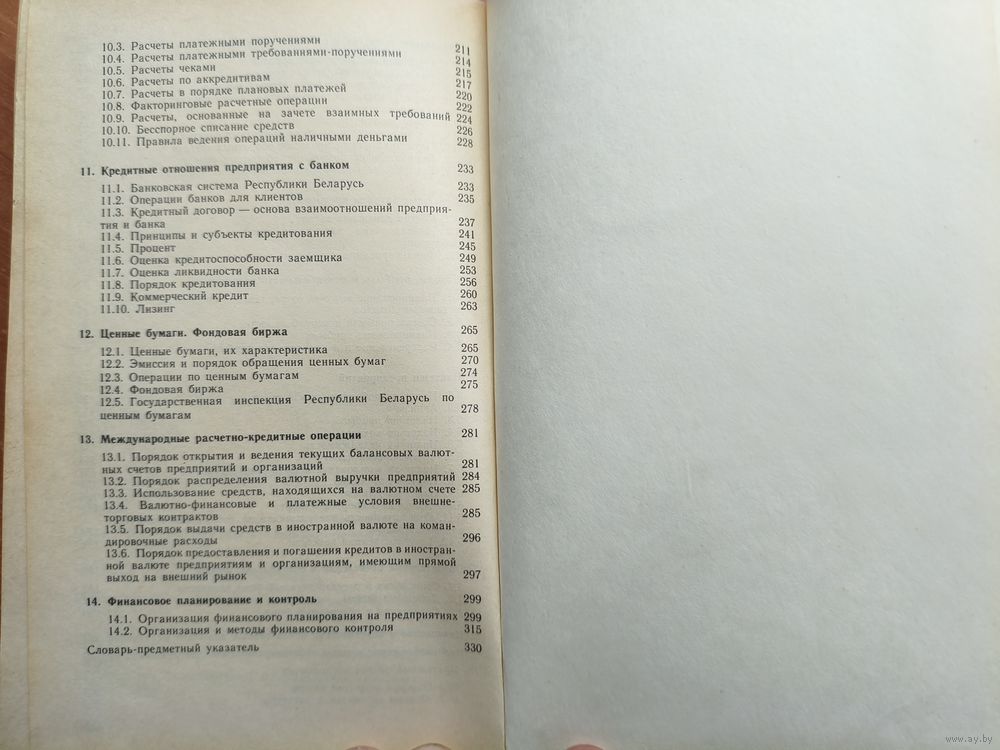 10.3. Расчеты платежными поручениями 211
10.4. Расчеты платежными требованиями-поручениями 214
10.5. Расчеты чеками 215
10.6. Расчеты по аккредитивам 217
10.7. Расчеты в порядке плановых платежей 220
10.8. Факторинговые расчетные операции 222
10.9. Расчеты, основанные на зачете взаимных требований 224
10.10. Бесспорное списание средств 226
10.11. Правила ведения операций наличными деньгами 228
11. Кредитные отношения предприятия с банком 233
11.1. Банковская система Республики Беларусь 233
11.2. Операции банков для клиентов 235
11.3. Кредитный договор — основа взаимоотношений предприя-
тия и банка 237
11.4. Принципы и субъекты кредитования 241
11.5. Процент 245
11.6. Оценка кредитоспособности заемщика 249
11.7. Оценка ликвидности банка 253
11.8. Порядок кредитования 256
11.9. Коммерческий кредит 260
11.10. Лизинг 263
12. Ценные бумаги. Фондовая биржа 265
12.1. Ценные бумаги, их характеристика 265
12.2. Эмиссия и порядок обращения ценных бумаг 270
12.3. Операции по ценным бумагам 274
12.4. Фондовая биржа 275
12.5. Государственная инспекция Республики Беларусь по
ценным бумагам 278
13. Международные расчетно-кредитные операции 281
13.1. Порядок открытия и ведения текущих балансовых валют-
ных счетов предприятий и организаций 281
13.2. Порядок распределения валютной выручки предприятий 284
13.3. Использование средств, находящихся на валютном счете 285
13.4. Валютно-финансовые и платежные условия внешне-
торговых контрактов 285
13.5. Порядок выдачи средств в иностранной валюте на коман-
дировочные расходы 296
13.6. Порядок предоставления и погашения кредитов в иностран-
ной валюте предприятиям и организациям, имеющим прямой
выход на внешний рынок 297
14. Финансовое планирование и контроль 299
14.1. Организация финансового планирования на предприятиях 299
14.2. Организация и методы финансового контроля 315
Словарь-предметный указатель 330
www.ay.by